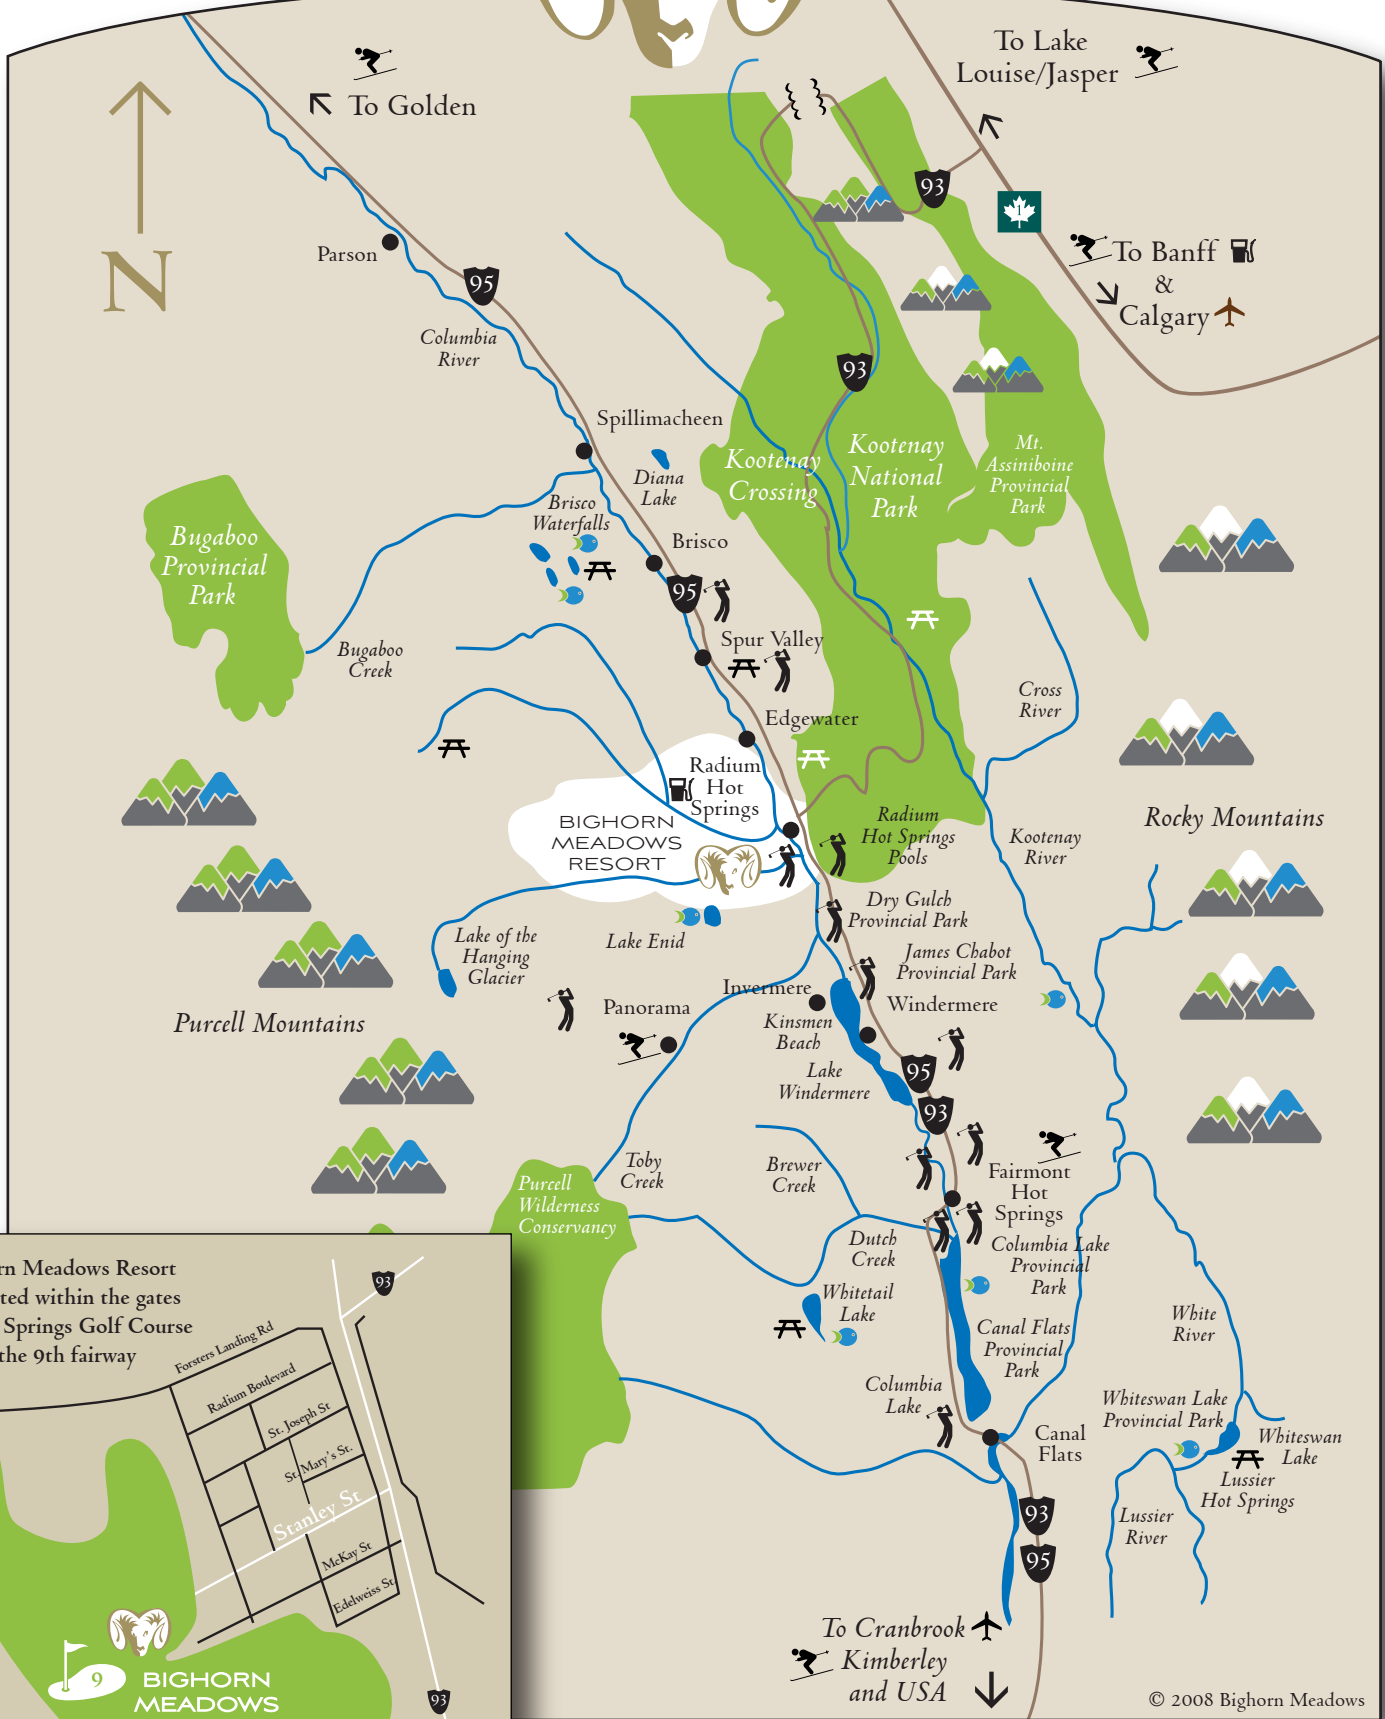 To Lake
Louise/Jasper
To Golden
N
93
1
To Banff
&
Calgary
Parson
95
Columbia
River
93
Spillimacheen
Diana
Lake
Kootenay
Crossing
Kootenay
National
Park
Mt.
Assiniboine
Provincial
Park
Brisco
Waterfalls
Bugaboo
Provincial
Park
Brisco
95
Spur Valley
Bugaboo
Creek
Cross
River
Edgewater
Radium
Hot
Springs
BIGHORN
MEADOWS
RESORT
Radium
Hot Springs
Pools
Kootenay
River
Rocky Mountains
Dry Gulch
Provincial Park
Lake Enid
Lake of the
Hanging
Glacier
James Chabot
Provincial Park
Invermere
Windermere
Panorama
Purcell Mountains
Kinsmen
Beach
Lake
Windermere
95
93
Toby
Creek
Brewer
Creek
Fairmont
Hot
Springs
Purcell
Wilderness
Conservancy
Dutch
Creek
Columbia Lake
Provincial
Park
Whitetail
Lake
Canal Flats
Provincial
Park
White
River
Columbia
Lake
Canal
Flats
Whiteswan Lake
Provincial Park
Whiteswan
Lake
Lussier
Hot Springs
Lussier
River
93
95
To Cranbrook
Kimberley
and USA
© 2008 Bighorn Meadows
rn Meadows Resort
ted within the gates
Springs Golf Course
the 9th fairway
93
Forsters Landing Rd
Radium Boulevard
St. Joseph St
St. Mary's St.
Stanley St
McKay St
Edelweiss St
9
BIGHORN
MEADOWS
93